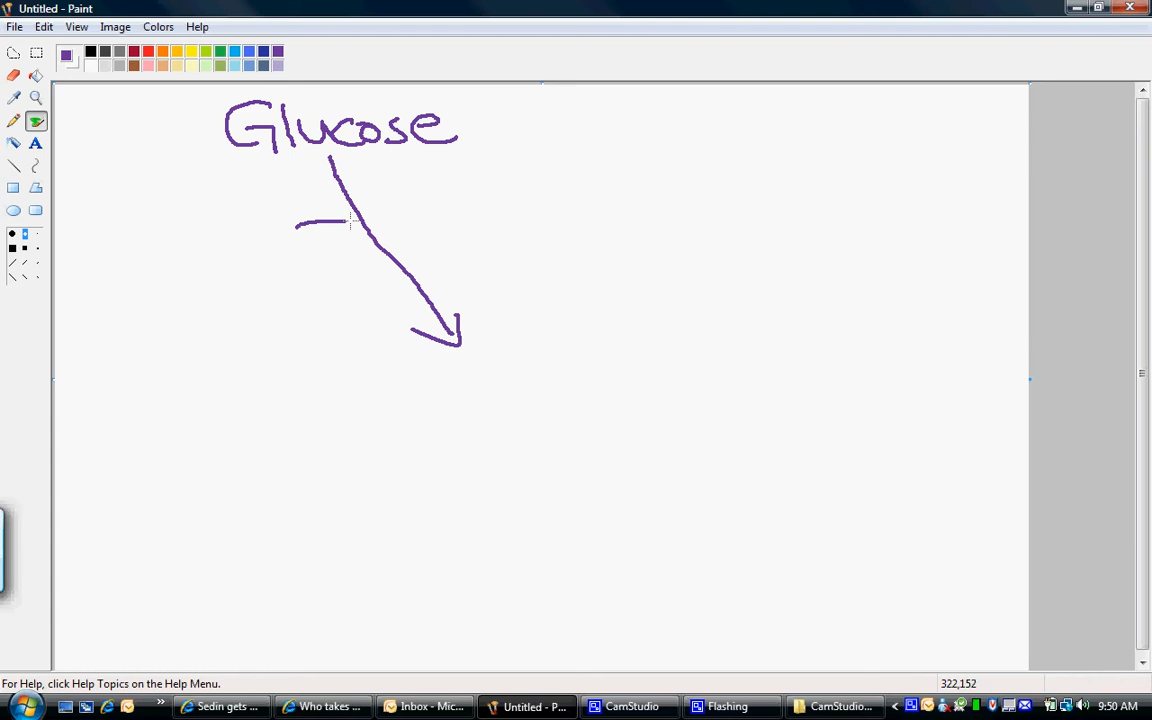 Untitled - Paint
File Edit View Image Colors Help
Glucose
For Help, click Help Topics on the Help Menu.
322,152
Sedin gets ...
Who takes ...
Inbox - Mic...
Untitled - P...
CamStudio
Flashing
CamStudio...
9:50 AM